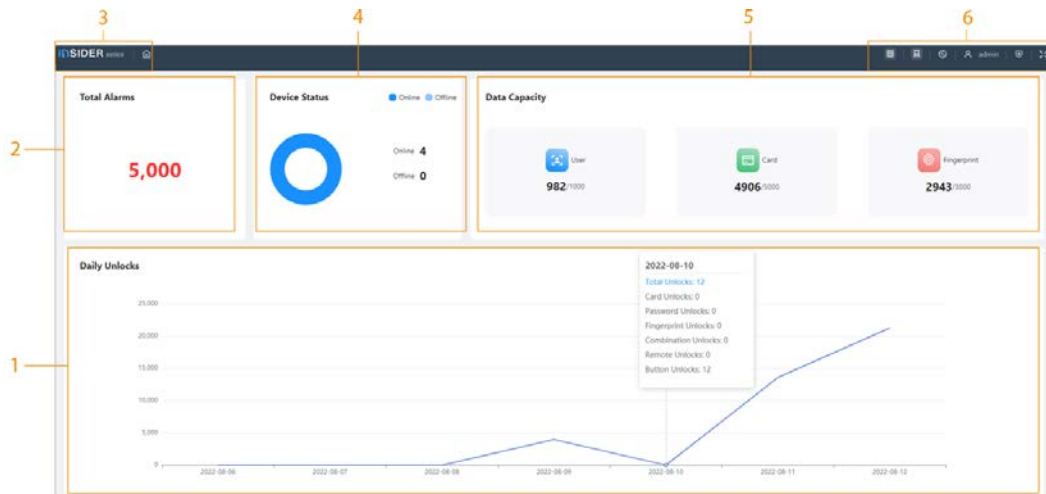 3 4 5 6
INSIDER series admin
Total Alarms
5,000
Device Status
Online Offline
Online 4
Offline 0
Data Capacity
User
982/1000
Card
4906/5000
Fingerprint
2943/3000
2
Daily Unlocks
1
25,000
20,000
15,000
10,000
5,000
0
2022-08-06 2022-08-07 2022-08-08 2022-08-09 2022-08-10 2022-08-11 2022-08-12
2022-08-10
Total Unlocks: 12
Card Unlocks: 0
Password Unlocks: 0
Fingerprint Unlocks: 0
Combination Unlocks: 0
Remote Unlocks: 0
Button Unlocks: 12